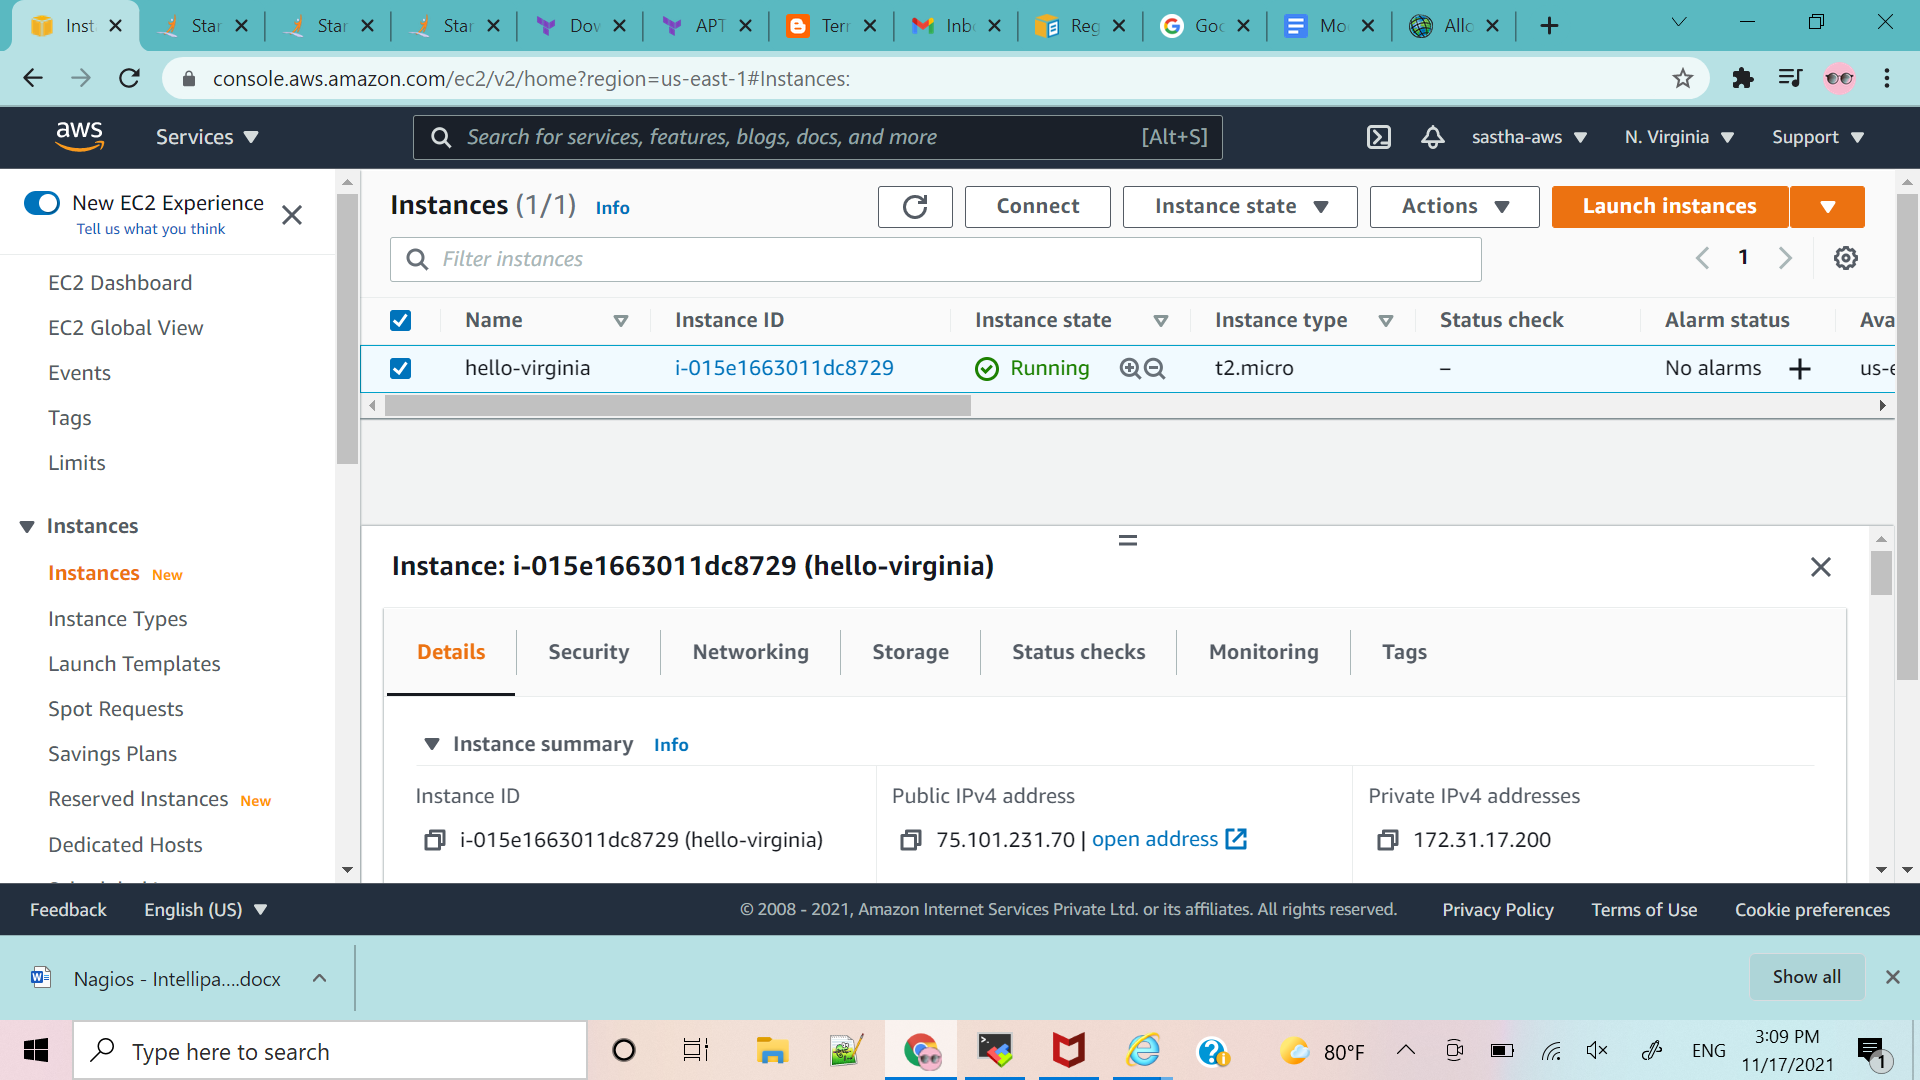 Inst
Star
Star
Star
Dov
APT
Terr
Inb
Reg
Goo
Mo
Allo
console.aws.amazon.com/ec2/v2/home?region=us-east-1#Instances:
aws
Services
Search for services, features, blogs, docs, and more [Alt+S]
sastha-aws
N. Virginia
Support
New EC2 Experience
Tell us what you think
EC2 Dashboard
EC2 Global View
Events
Tags
Limits
Instances
Instances New
Instance Types
Launch Templates
Spot Requests
Savings Plans
Reserved Instances New
Dedicated Hosts
Instances (1/1) Info
Connect
Instance state
Actions
Launch instances
Filter instances
1
Name Instance ID Instance state Instance type Status check Alarm status Ava
hello-virginia i-015e1663011dc8729 Running t2.micro – No alarms + us-e
Instance: i-015e1663011dc8729 (hello-virginia)
Details Security Networking Storage Status checks Monitoring Tags
Instance summary Info
Instance ID
i-015e1663011dc8729 (hello-virginia)
Public IPv4 address
75.101.231.70 | open address
Private IPv4 addresses
172.31.17.200
Feedback English (US) © 2008 - 2021, Amazon Internet Services Private Ltd. or its affiliates. All rights reserved. Privacy Policy Terms of Use Cookie preferences
Nagios - Intellipa....docx
Show all
Type here to search
80°F
ENG
3:09 PM
11/17/2021
1